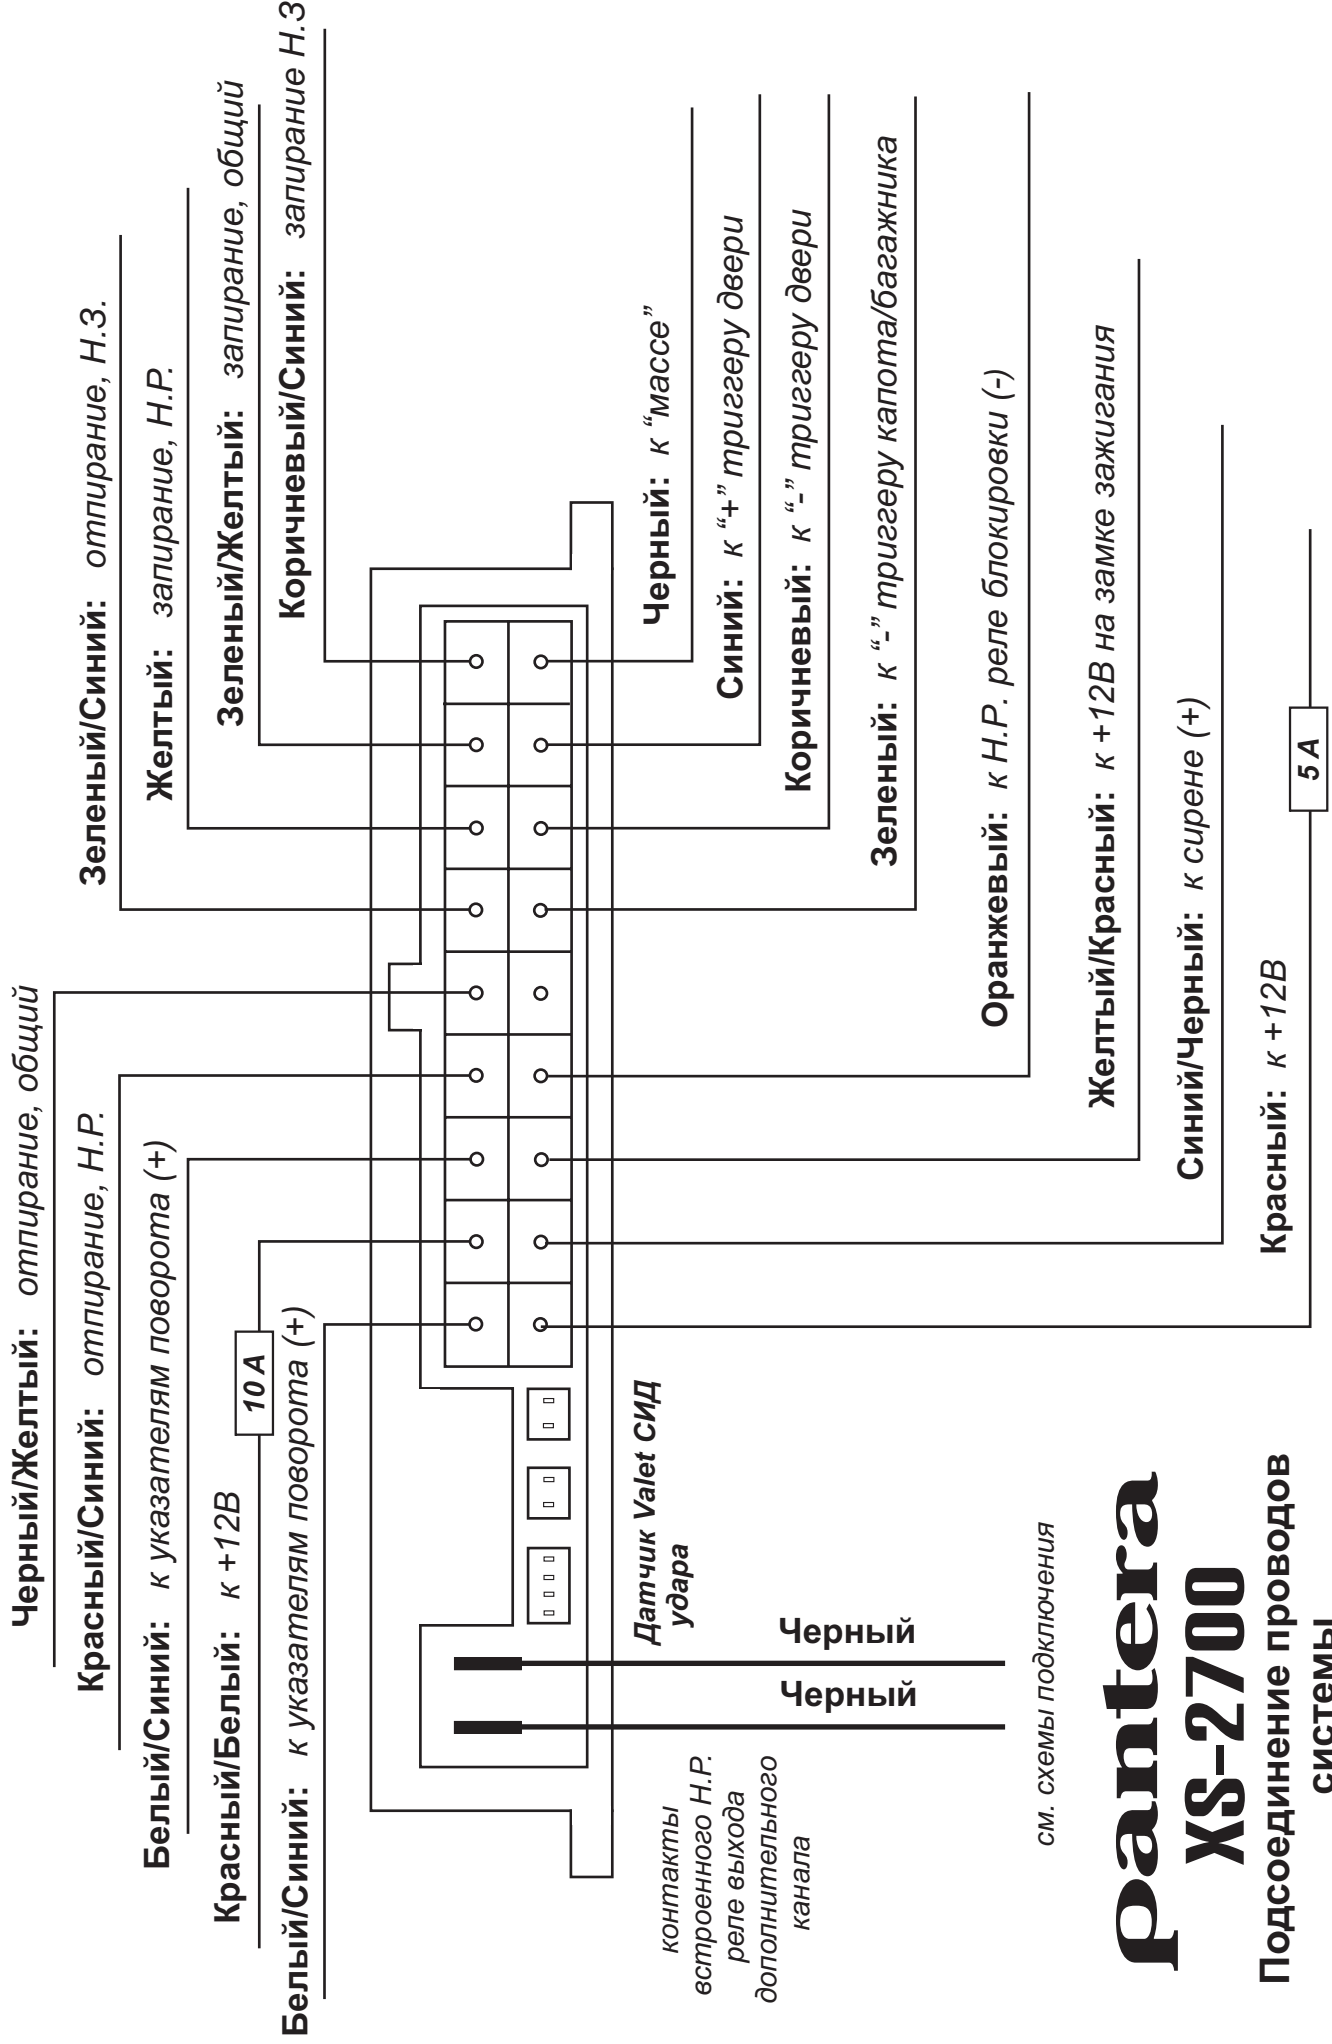 Черный/Желтый: отпирание, общий
Красный/Синий: отпирание, Н.Р.
Белый/Синий: к указателям поворота (+)
Красный/Белый: к +12В
10 А
Белый/Синий: к указателям поворота (+)
Зеленый/Синий: отпирание, Н.З.
Желтый: запирание, Н.Р.
Зеленый/Желтый: запирание, общий
Коричневый/Синий: запирание Н.З
Датчик Valet СИД
удара
Черный
Черный
контакты
встроенного Н.Р.
реле выхода
дополнительного
канала
см. схемы подключения
Черный: к “массе”
Синий: к “+” триггеру двери
Коричневый: к “-” триггеру двери
Зеленый: к “-” триггеру капота/багажника
Оранжевый: к Н.Р. реле блокировки (-)
Желтый/Красный: к +12В на замке зажигания
Синий/Черный: к сирене (+)
Красный: к +12В
5 А
pantera
XS-2700
Подсоединение проводов
системы